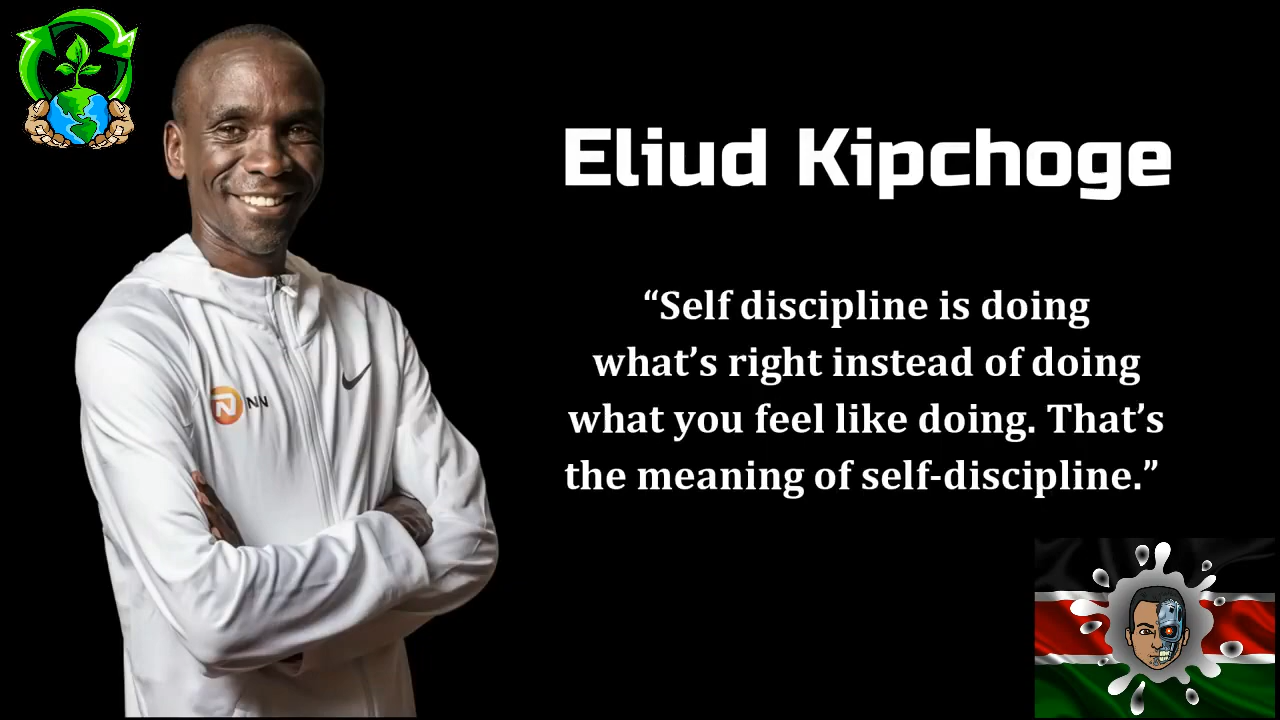 Eliud Kipchoge
“Self discipline is doing
what’s right instead of doing
what you feel like doing. That’s
the meaning of self-discipline.”
N NN